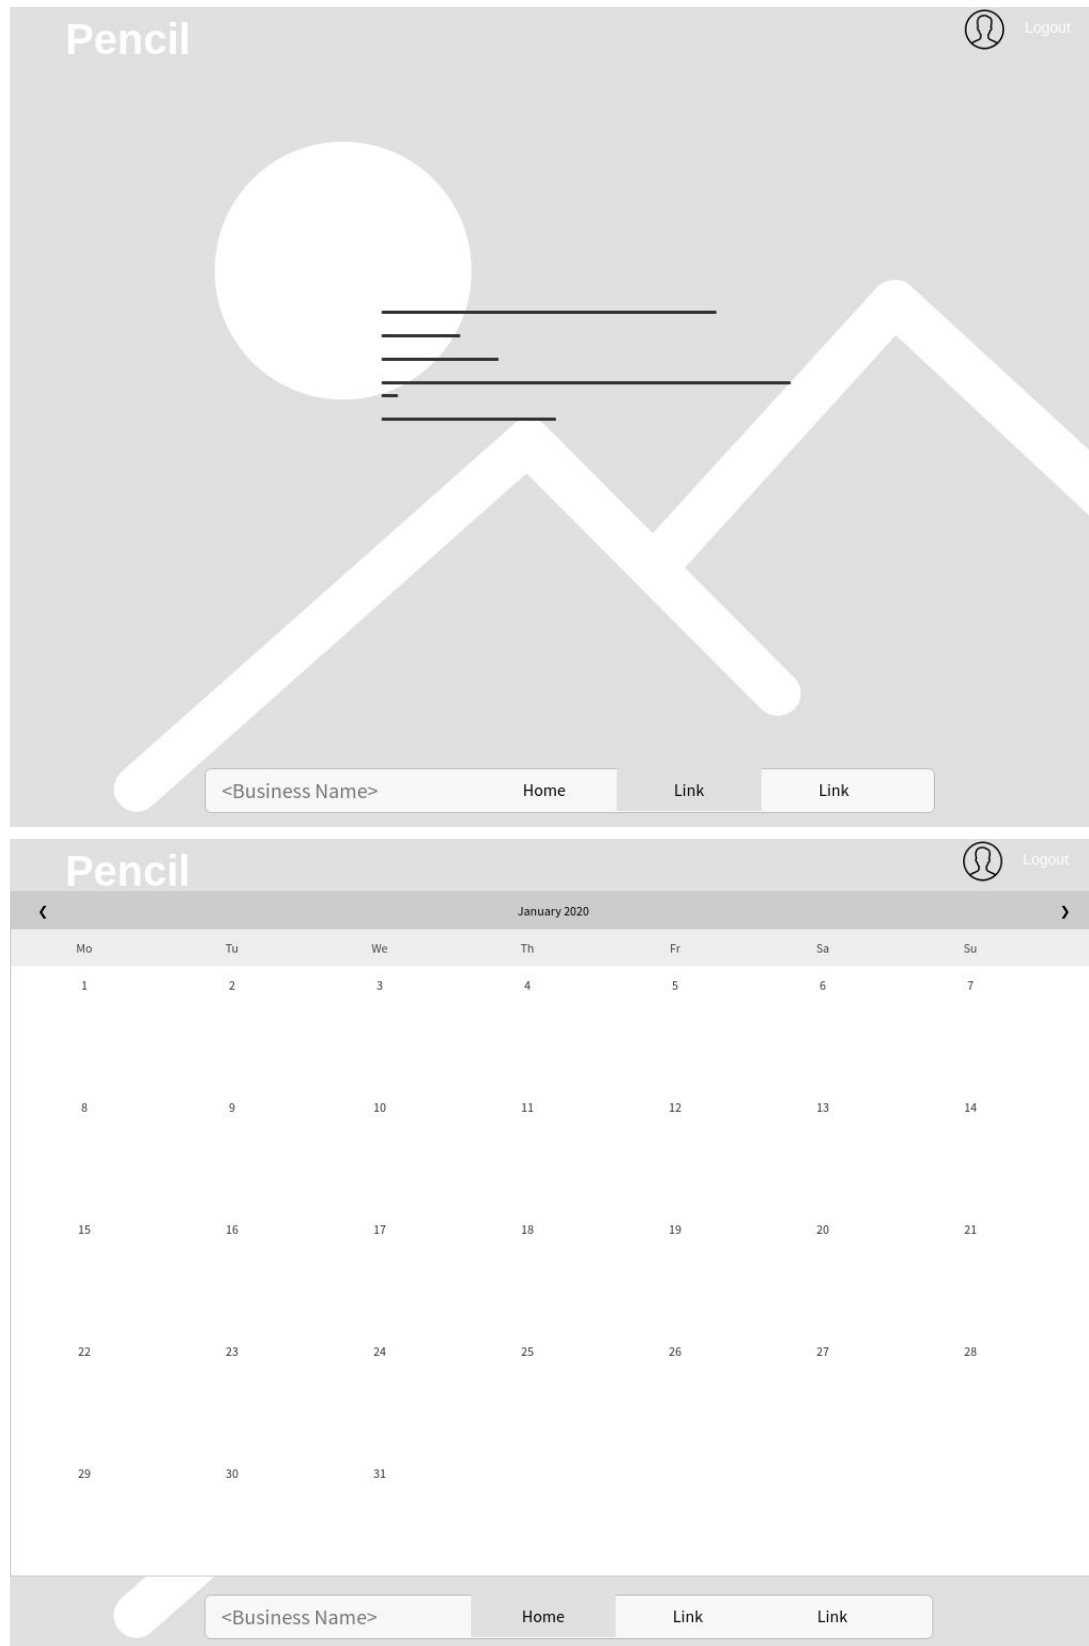 Pencil
Logout
<Business Name> Home Link Link
Pencil
Logout
❮ January 2020 ❯
Mo Tu We Th Fr Sa Su
1 2 3 4 5 6 7
8 9 10 11 12 13 14
15 16 17 18 19 20 21
22 23 24 25 26 27 28
29 30 31
<Business Name> Home Link Link